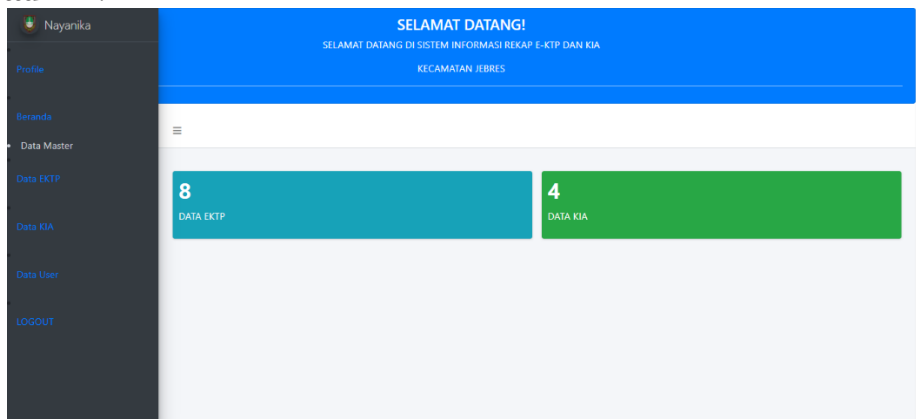 Nayanika
Profile
Beranda
Data Master
Data EKTP
Data KIA
Data User
LOGOUT
SELAMAT DATANG!
SELAMAT DATANG DI SISTEM INFORMASI REKAP E-KTP DAN KIA
KECAMATAN JEBRES
8
DATA EKTP
4
DATA KIA